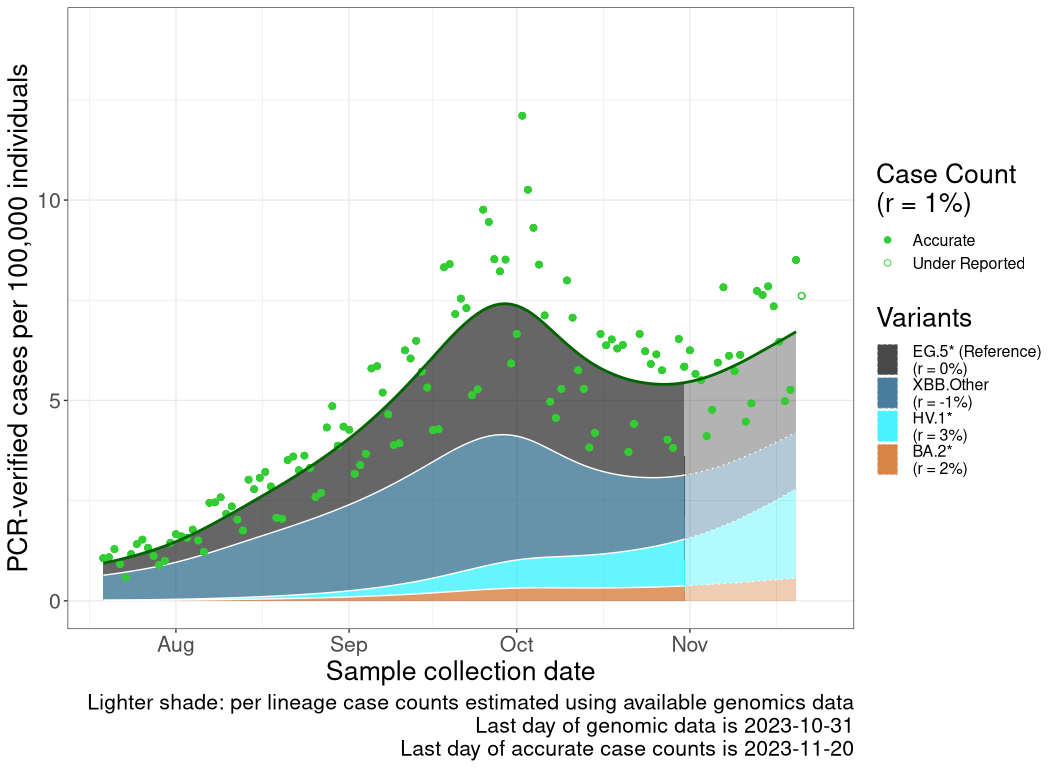 PCR-verified cases per 100,000 individuals
10
5
0
Aug
Sep
Oct
Nov
Sample collection date
Lighter shade: per lineage case counts estimated using available genomics data
Last day of genomic data is 2023-10-31
Last day of accurate case counts is 2023-11-20
Case Count
(r = 1%)
Accurate
Under Reported
Variants
EG.5* (Reference)
(r = 0%)
XBB.Other
(r = -1%)
HV.1*
(r = 3%)
BA.2*
(r = 2%)